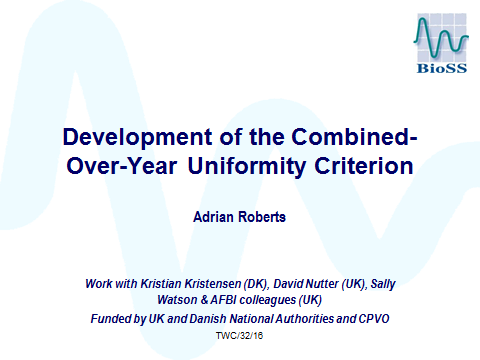 BioSS
Development of the Combined-
Over-Year Uniformity Criterion
Adrian Roberts
Work with Kristian Kristensen (DK), David Nutter (UK), Sally
Watson & AFBI colleagues (UK)
Funded by UK and Danish National Authorities and CPVO
TWC/32/16